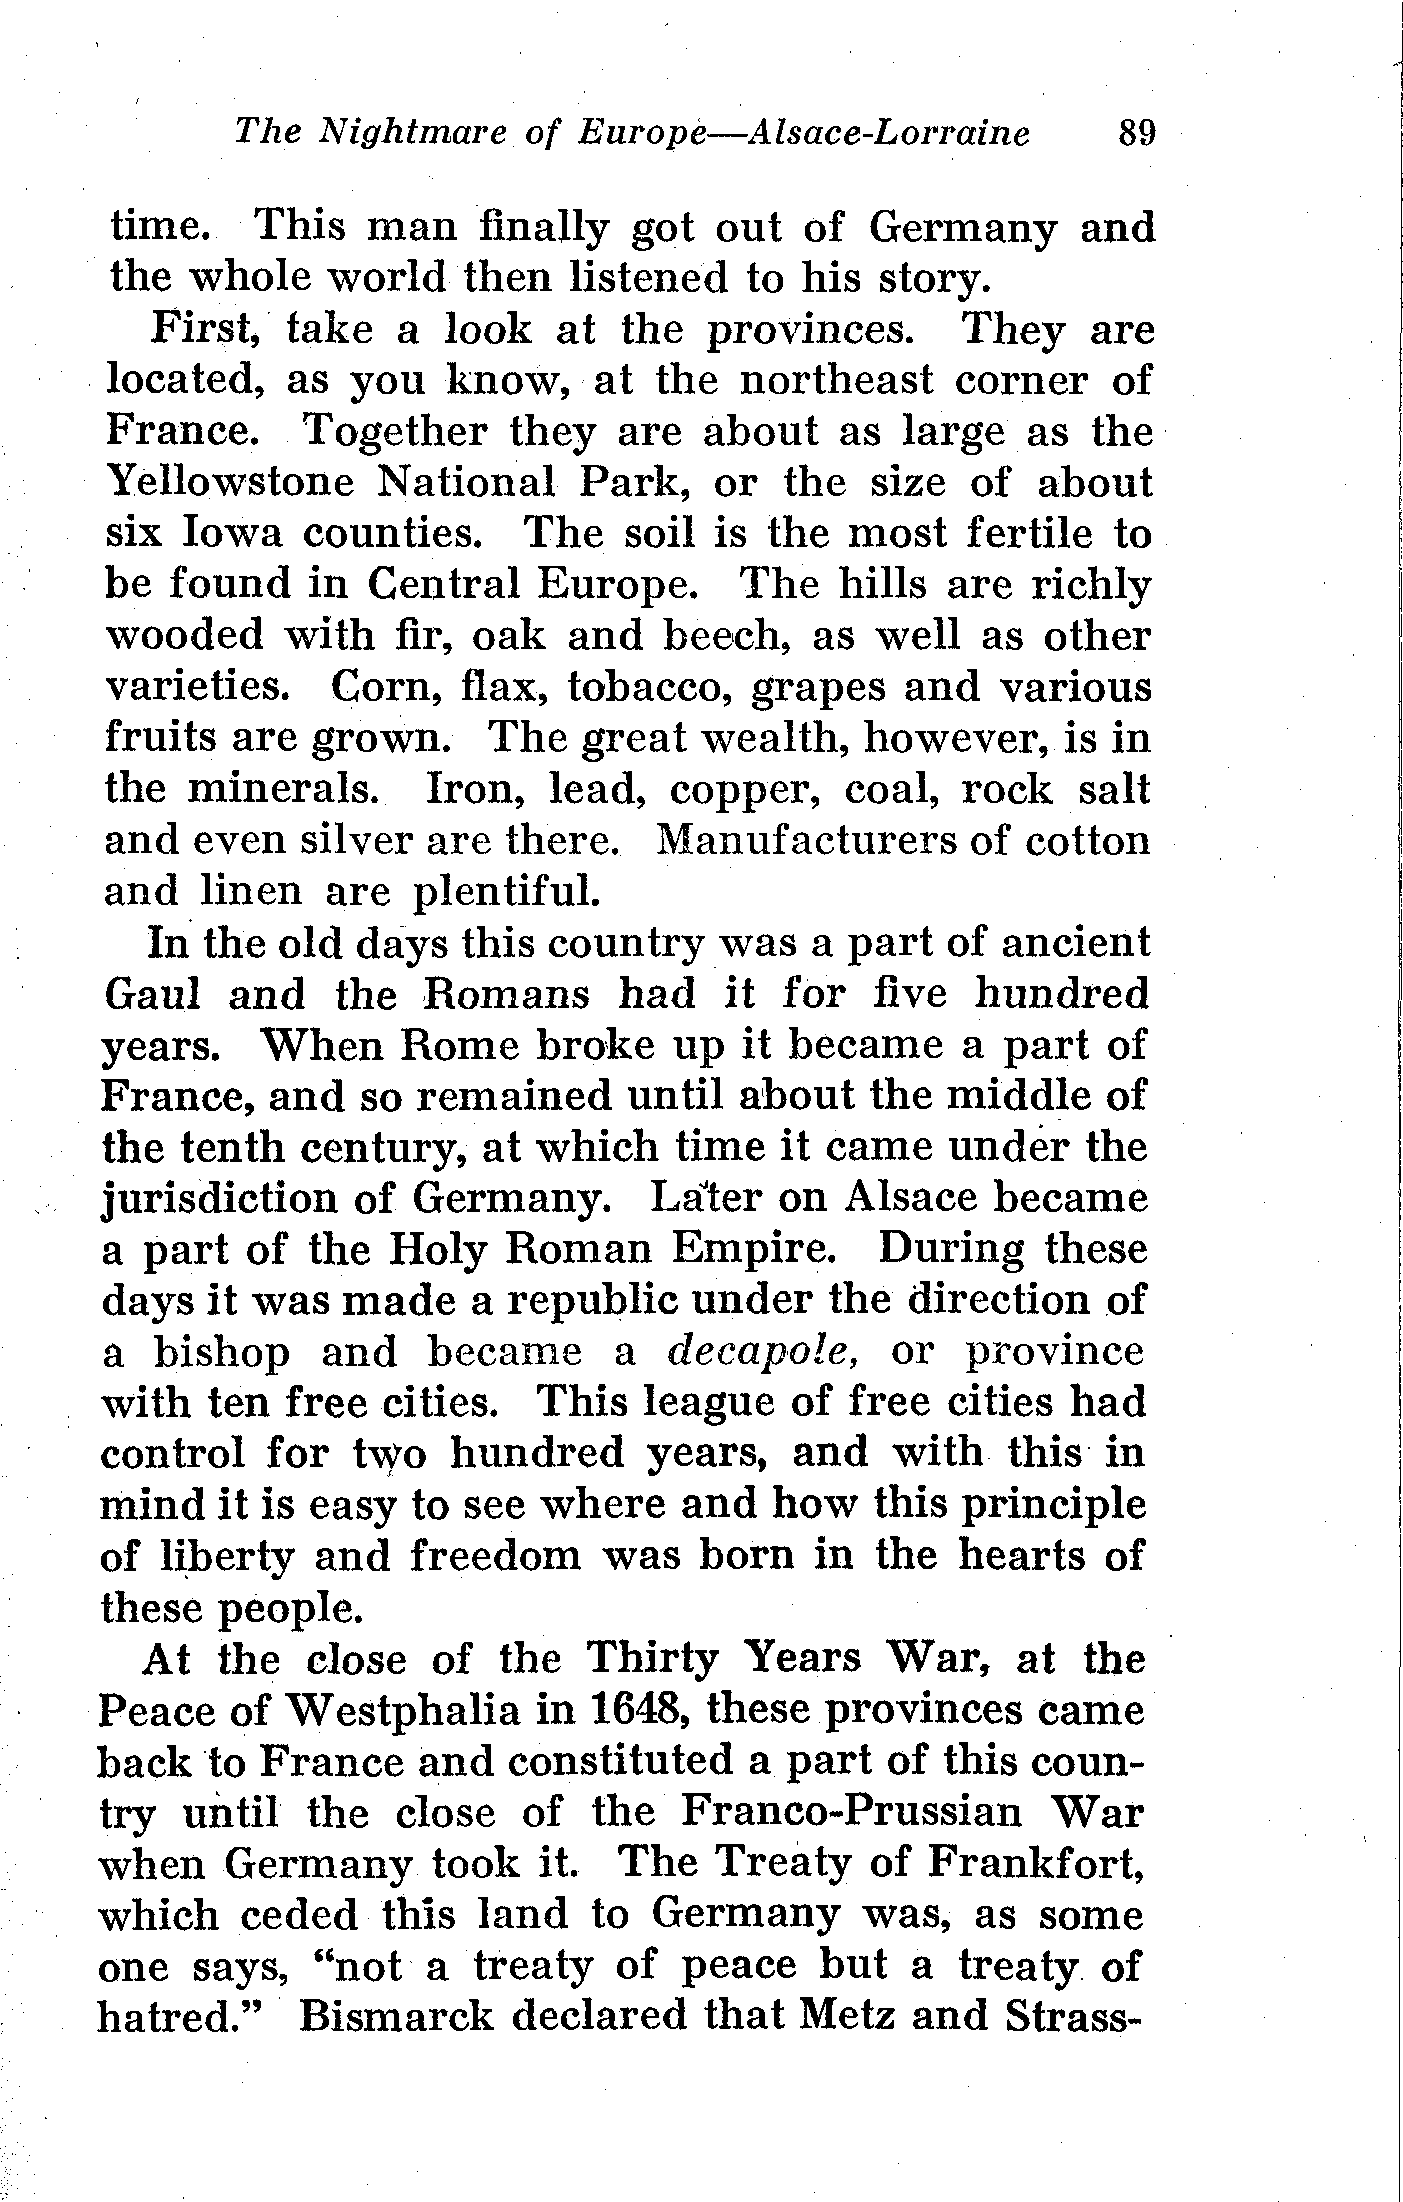 The Nightmare of Europe—Alsace-Lorraine 89
time. This man finally got out of Germany and
the whole world then listened to his story.
First, take a look at the provinces. They are
located, as you know, at the northeast corner of
France. Together they are about as large as the
Yellowstone National Park, or the size of about
six Iowa counties. The soil is the most fertile to
be found in Central Europe. The hills are richly
wooded with fir, oak and beech, as well as other
varieties. Corn, flax, tobacco, grapes and various
fruits are grown. The great wealth, however, is in
the minerals. Iron, lead, copper, coal, rock salt
and even silver are there. Manufacturers of cotton
and linen are plentiful.
In the old days this country was a part of ancient
Gaul and the Romans had it for five hundred
years. When Rome broke up it became a part of
France, and so remained until about the middle of
the tenth century, at which time it came under the
jurisdiction of Germany. Later on Alsace became
a part of the Holy Roman Empire. During these
days it was made a republic under the direction of
a bishop and became a decapole, or province
with ten free cities. This league of free cities had
control for two hundred years, and with this in
mind it is easy to see where and how this principle
of liberty and freedom was born in the hearts of
these people.
At the close of the Thirty Years War, at the
Peace of Westphalia in 1648, these provinces came
back to France and constituted a part of this coun-
try until the close of the Franco-Prussian War
when Germany took it. The Treaty of Frankfort,
which ceded this land to Germany was, as some
one says, "not a treaty of peace but a treaty of
hatred." Bismarck declared that Metz and Strass-